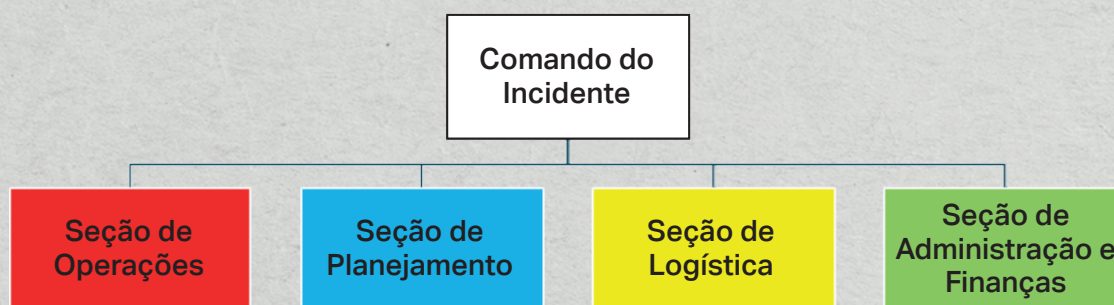 Comando do
Incidente
Seção de
Operações
Seção de
Planejamento
Seção de
Logística
Seção de
Administração e
Finanças